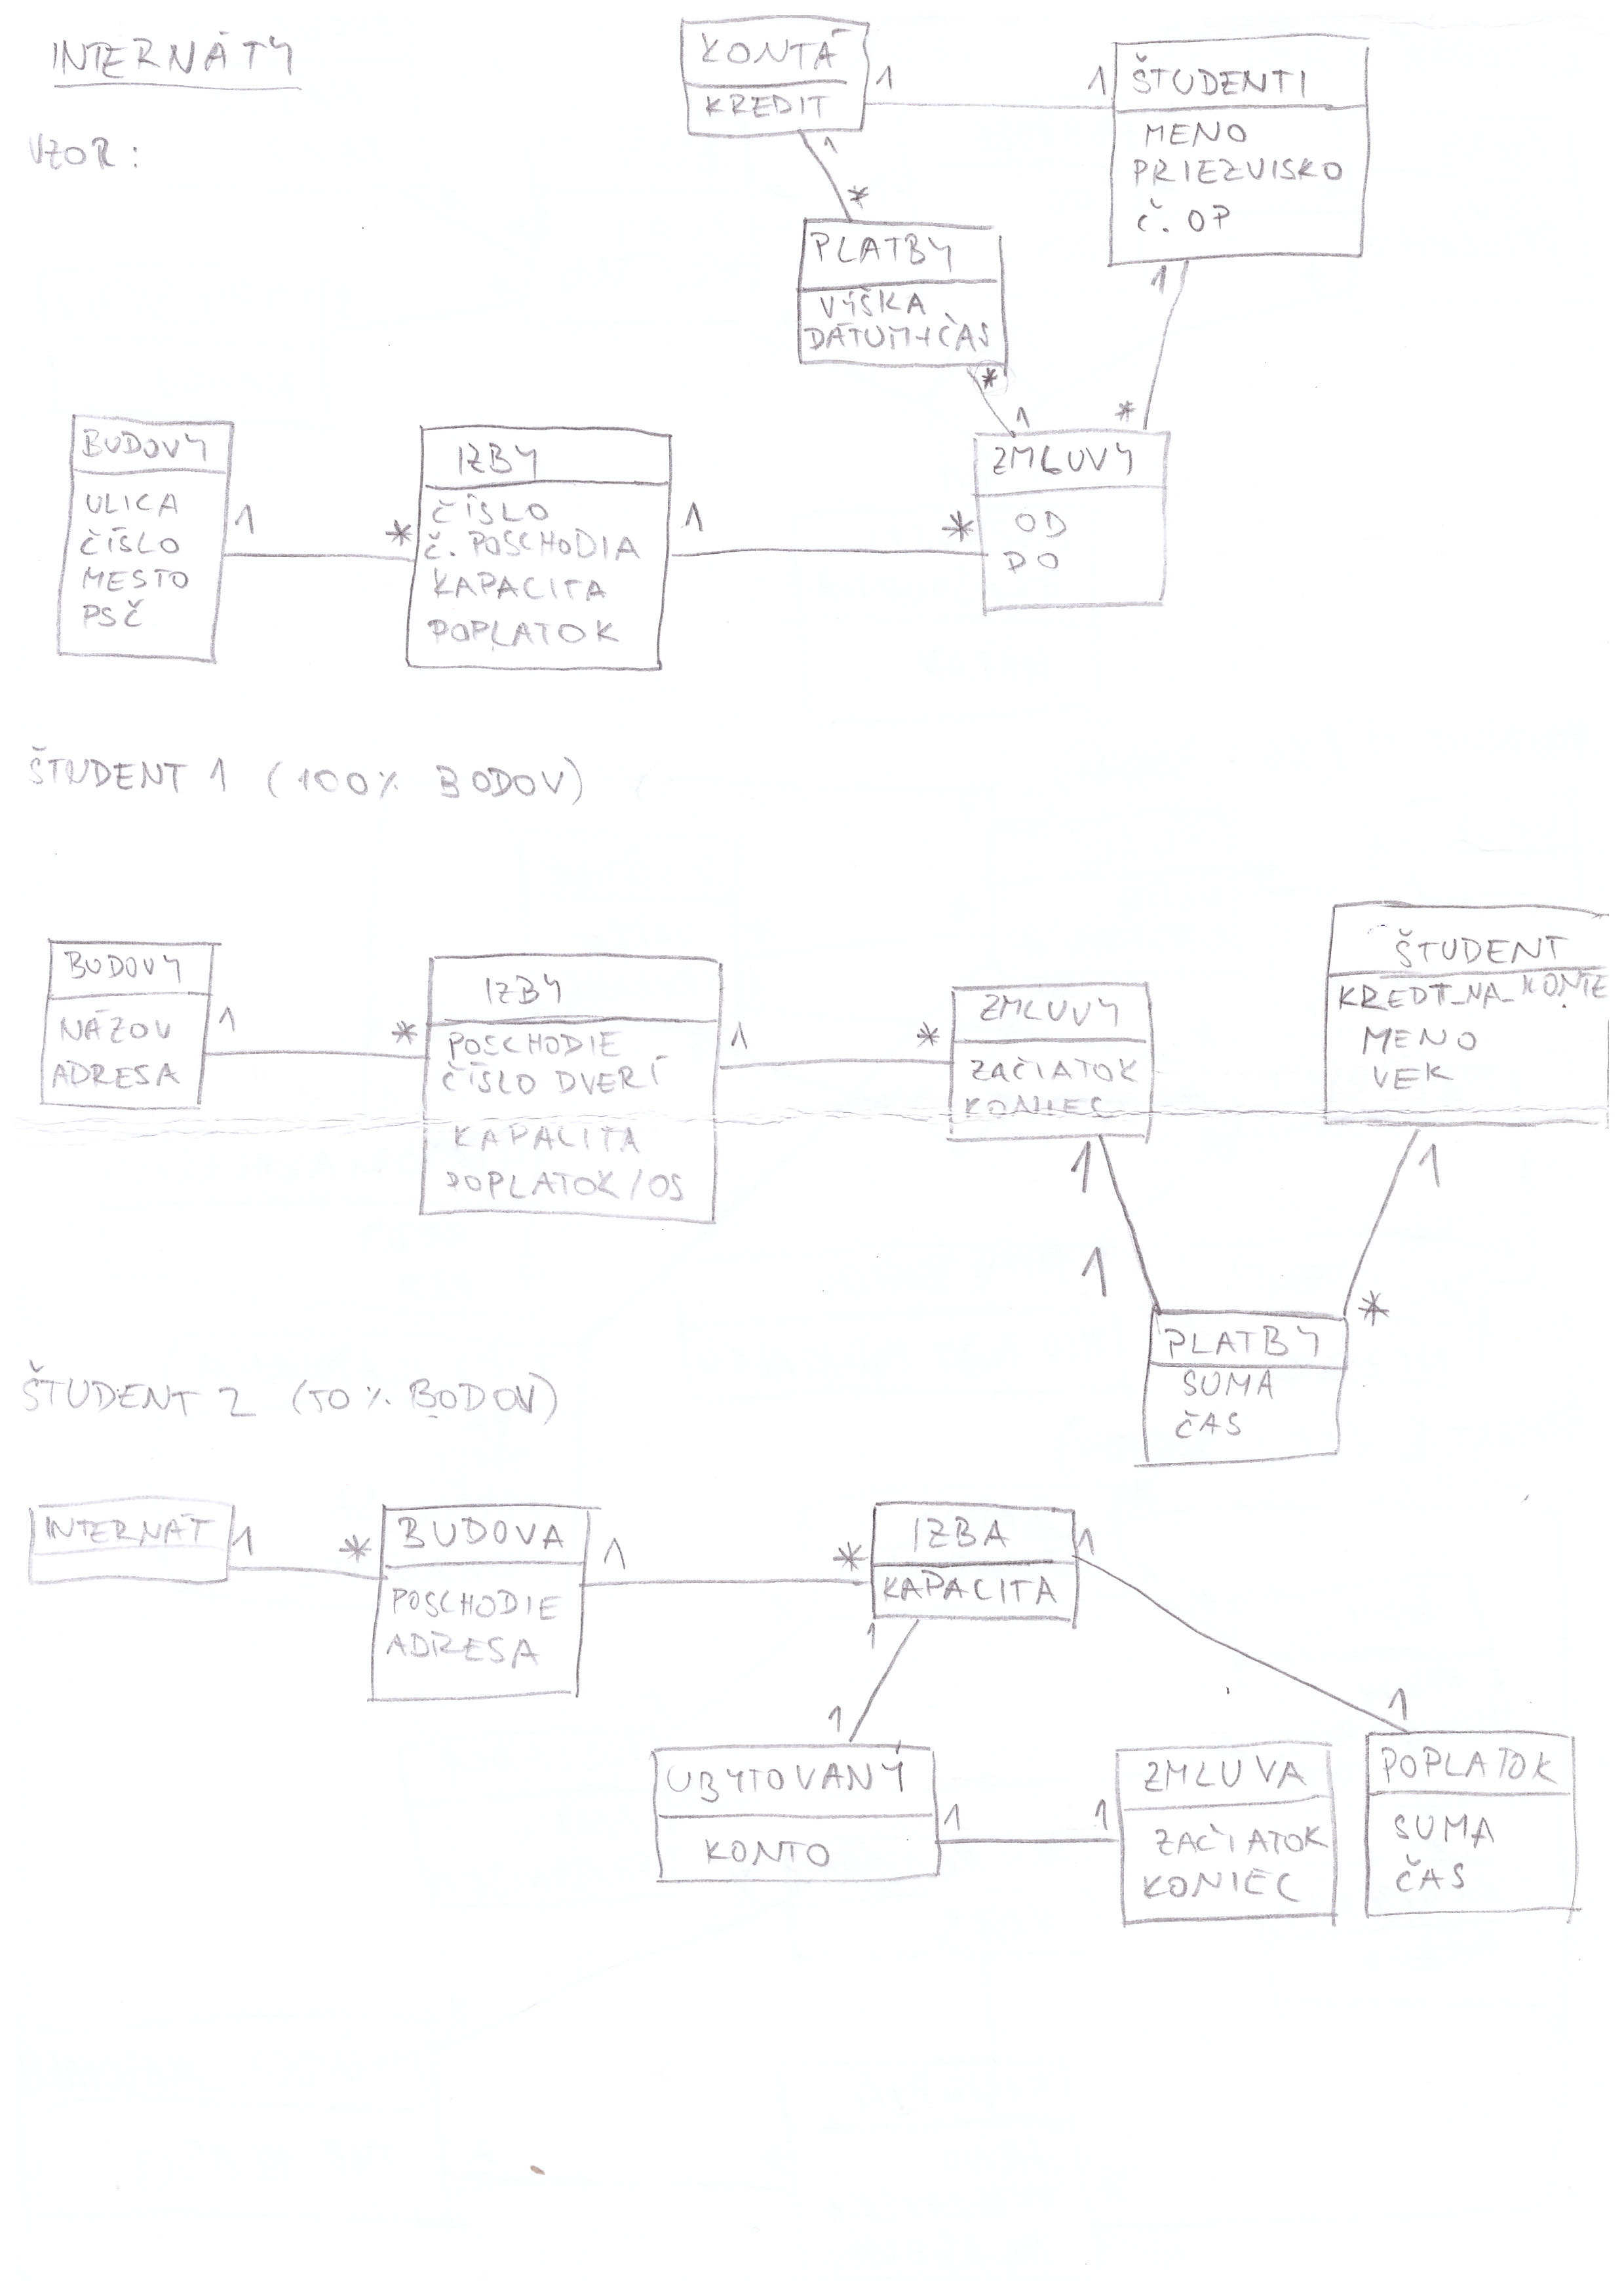 INTERNÁTY
VZOR:
KONTÁ
KREDIT
1
1
ŠTUDENTI
MENO
PRIEZVISKO
Č. OP
1
*
PLATBY
VÝŠKA
DÁTUM+ČAS
*
1
1
*
BUDOVY
ULICA
ČÍSLO
MESTO
PSČ
1
*
IZBY
ČÍSLO
Č. POSCHODIA
KAPACITA
POPLATOK
1
*
ZMLUVY
OD
DO
ŠTUDENT 1 (100% BODOV)
BUDOVY
NÁZOV
ADRESA
1
*
IZBY
POSCHODIE
ČÍSLO DVERÍ
KAPACITA
POPLATOK/OS
1
*
ZMLUVY
ZAČIATOK
KONIEC
ŠTUDENT
KREDIT_NA_KONTE
MENO
VEK
1
1
1
*
PLATBY
SUMA
ČAS
ŠTUDENT 2 (50% BODOV)
INTERNÁT
1
*
BUDOVA
POSCHODIE
ADRESA
1
*
IZBA
KAPACITA
1
1
1
1
UBYTOVANÝ
KONTO
1
1
ZMLUVA
ZAČIATOK
KONIEC
POPLATOK
SUMA
ČAS